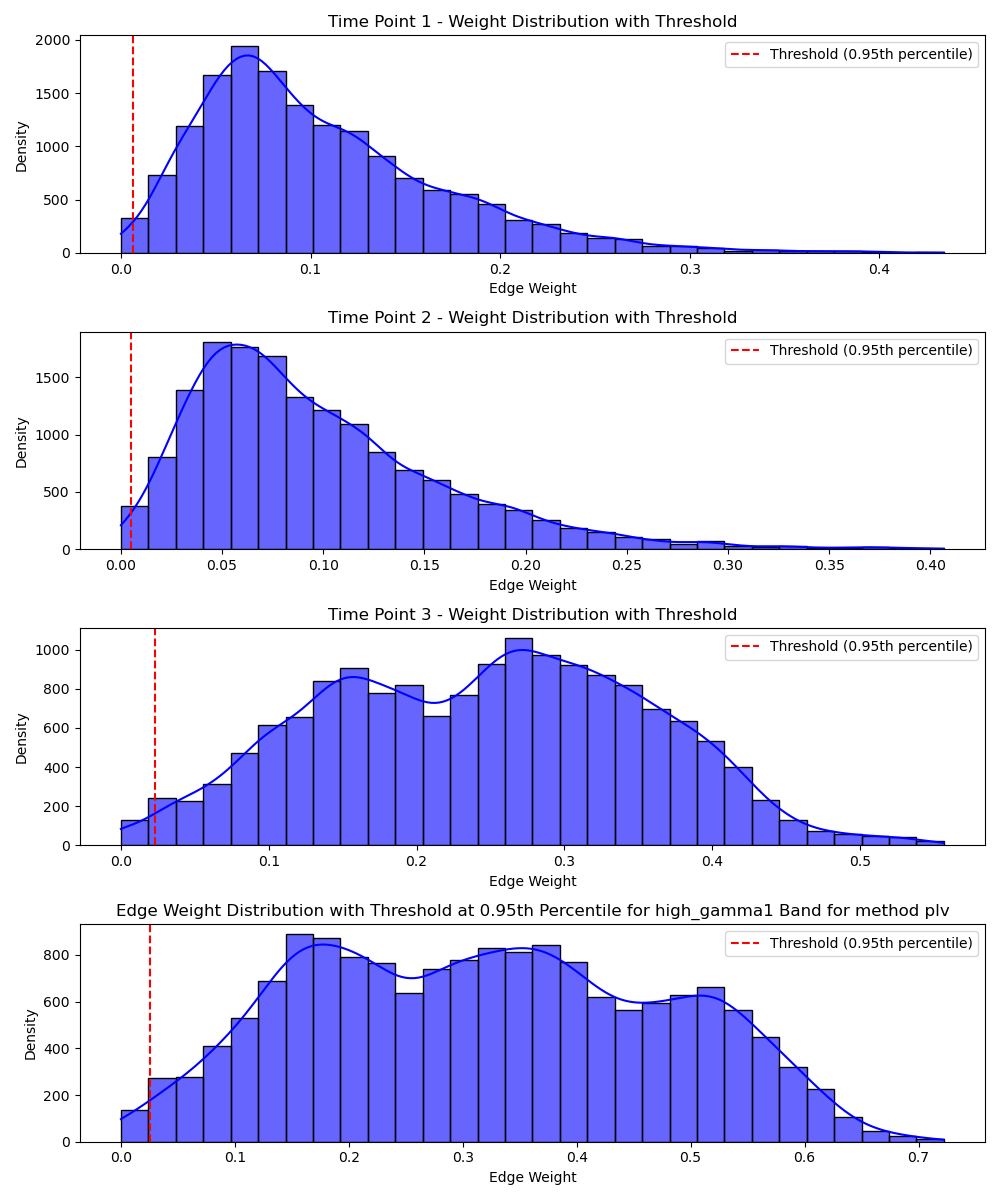 Time Point 1 - Weight Distribution with Threshold
2000
1500
1000
500
0
Density
Threshold (0.95th percentile)
0.0 0.1 0.2 0.3 0.4
Edge Weight
Time Point 2 - Weight Distribution with Threshold
1500
1000
500
0
Density
Threshold (0.95th percentile)
0.00 0.05 0.10 0.15 0.20 0.25 0.30 0.35 0.40
Edge Weight
Time Point 3 - Weight Distribution with Threshold
1000
800
600
400
200
0
Density
Threshold (0.95th percentile)
0.0 0.1 0.2 0.3 0.4 0.5
Edge Weight
Edge Weight Distribution with Threshold at 0.95th Percentile for high_gamma1 Band for method plv
800
600
400
200
0
Density
Threshold (0.95th percentile)
0.0 0.1 0.2 0.3 0.4 0.5 0.6 0.7
Edge Weight